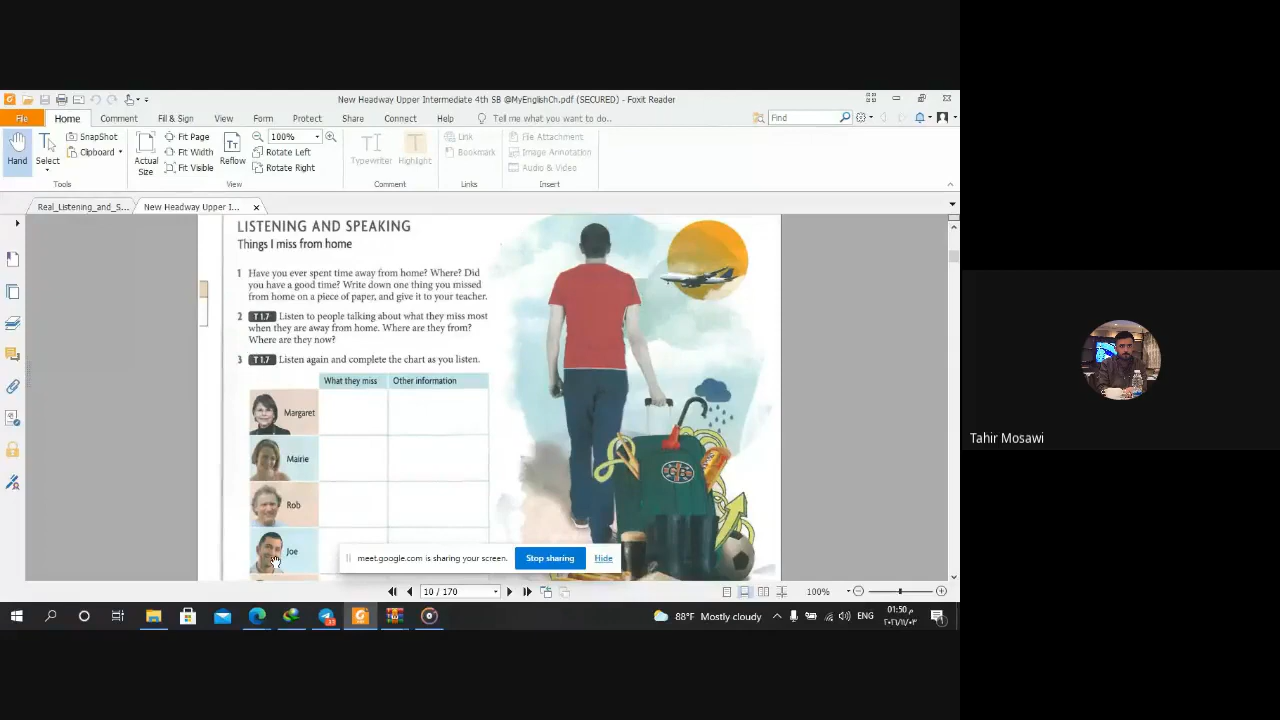 New Headway Upper Intermediate 4th SB @MyEnglishCh.pdf (SECURED) - Foxit Reader
File Home Comment Fill & Sign View Form Protect Share Connect Help Tell me what you want to do.. Find
Hand Select SnapShot Clipboard
Tools
Actual Size Fit Page Fit Width Fit Visible Reflow 100% Rotate Left Rotate Right
View
Typewriter Highlight
Comment
Link Bookmark
Links
File Attachment Image Annotation Audio & Video
Insert
Real_Listening_and_S... New Headway Upper I...
LISTENING AND SPEAKING
Things I miss from home
1 Have you ever spent time away from home? Where? Did
you have a good time? Write down one thing you missed
from home on a piece of paper, and give it to your teacher.
2 T 1.7 Listen to people talking about what they miss most
when they are away from home. Where are they from?
Where are they now?
3 T 1.7 Listen again and complete the chart as you listen.
What they miss Other information
Margaret
Mairie
Rob
Joe
GB
meet.google.com is sharing your screen. Stop sharing Hide
10 / 170 100%
88°F Mostly cloudy ENG
م 01:50
٢٠٢١/١١/٠٣
Tahir Mosawi